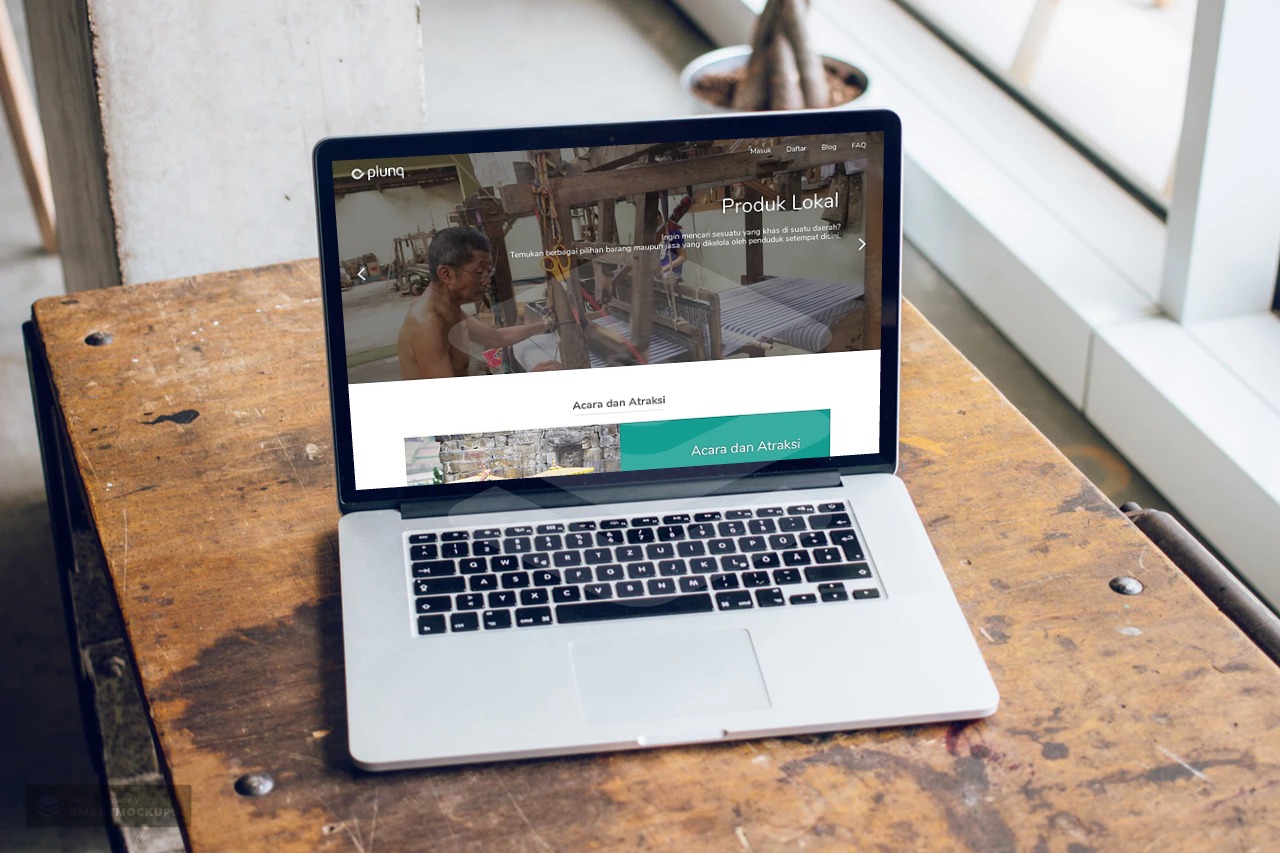 plunq
Masuk Daftar Blog FAQ
Produk Lokal
Ingin mencari sesuatu yang khas di suatu daerah?
Temukan berbagai pilihan barang maupun jasa yang dikelola oleh penduduk setempat disini.
Acara dan Atraksi
Acara dan Atraksi
SMARTMOCKUPS